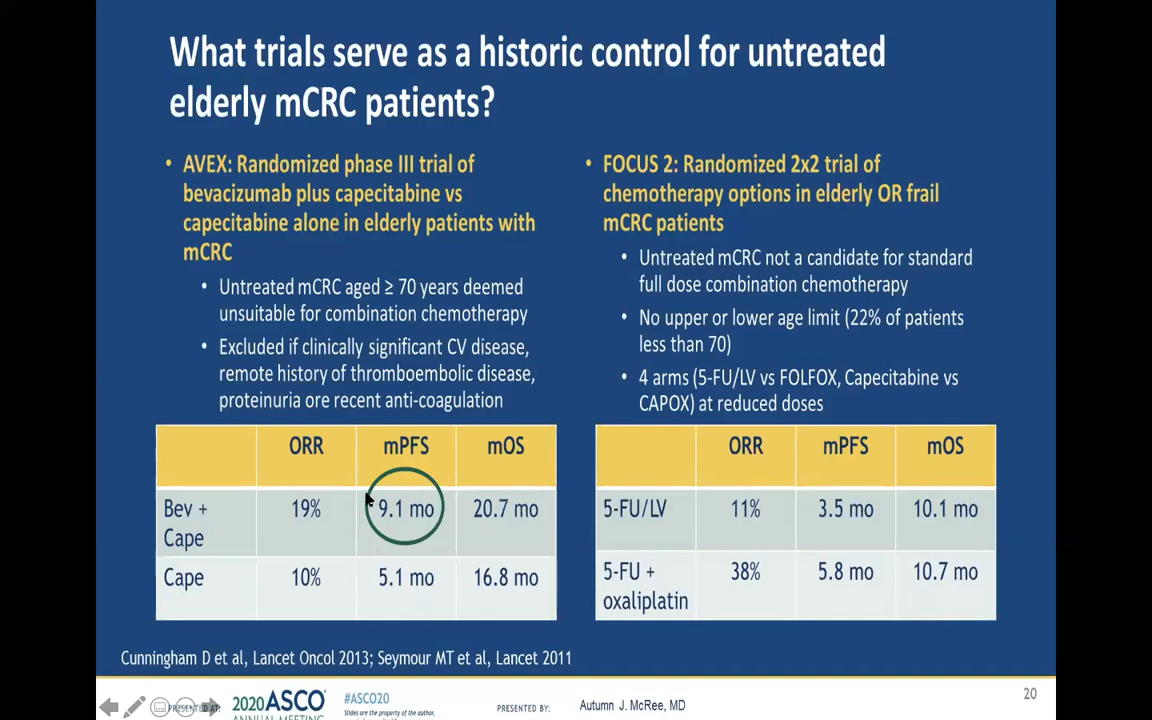 What trials serve as a historic control for untreated
elderly mCRC patients?
• AVEX: Randomized phase III trial of
bevacizumab plus capecitabine vs
capecitabine alone in elderly patients with
mCRC
• Untreated mCRC aged ≥ 70 years deemed
unsuitable for combination chemotherapy
• Excluded if clinically significant CV disease,
remote history of thromboembolic disease,
proteinuria ore recent anti-coagulation
ORR mPFS mOS
Bev +
Cape
19% 9.1 mo 20.7 mo
Cape 10% 5.1 mo 16.8 mo
• FOCUS 2: Randomized 2x2 trial of
chemotherapy options in elderly OR frail
mCRC patients
• Untreated mCRC not a candidate for standard
full dose combination chemotherapy
• No upper or lower age limit (22% of patients
less than 70)
• 4 arms (5-FU/LV vs FOLFOX, Capecitabine vs
CAPOX) at reduced doses
ORR mPFS mOS
5-FU/LV 11% 3.5 mo 10.1 mo
5-FU +
oxaliplatin
38% 5.8 mo 10.7 mo
Cunningham D et al, Lancet Oncol 2013; Seymour MT et al, Lancet 2011
PRESENTED AT:
2020 ASCO
ANNUAL MEETING
#ASCO20
Slides are the property of the author,
PRESENTED BY:
Autumn J. McRee, MD
20